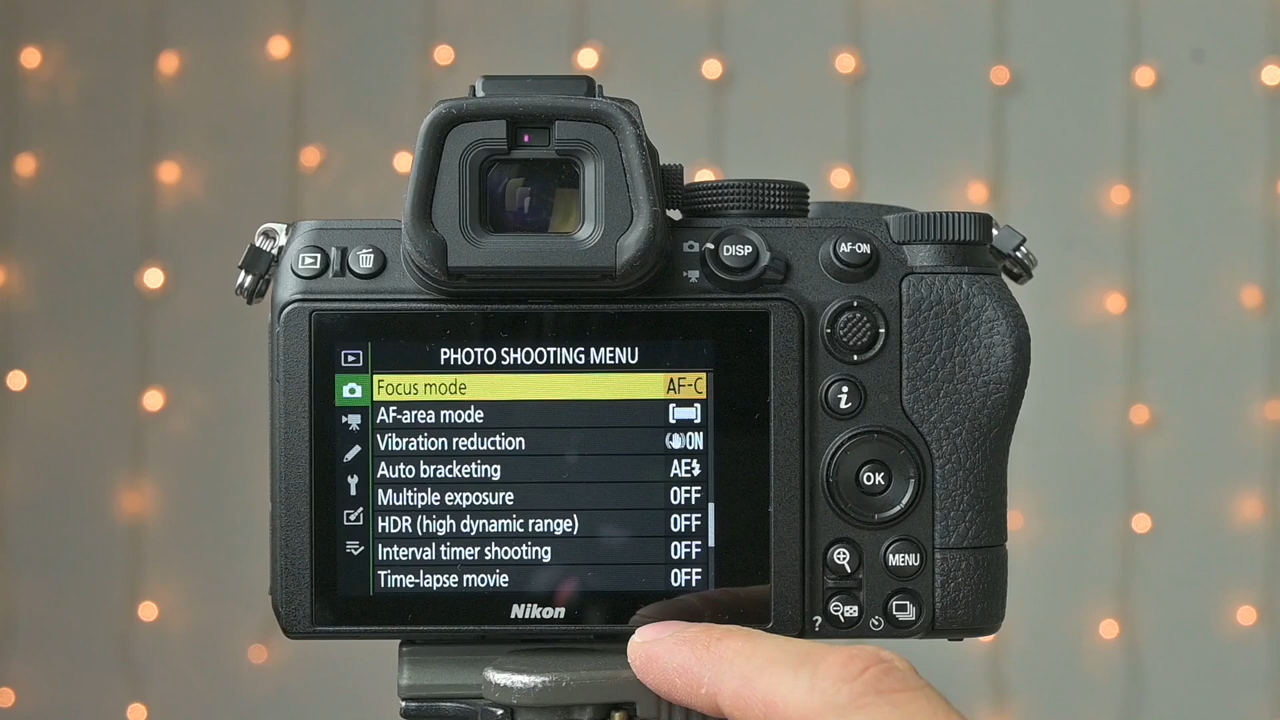 DISP
AF-ON
PHOTO SHOOTING MENU
Focus mode AF-C
AF-area mode
Vibration reduction ON
Auto bracketing AE
Multiple exposure OFF
HDR (high dynamic range) OFF
Interval timer shooting OFF
Time-lapse movie OFF
i
OK
MENU
?
Nikon